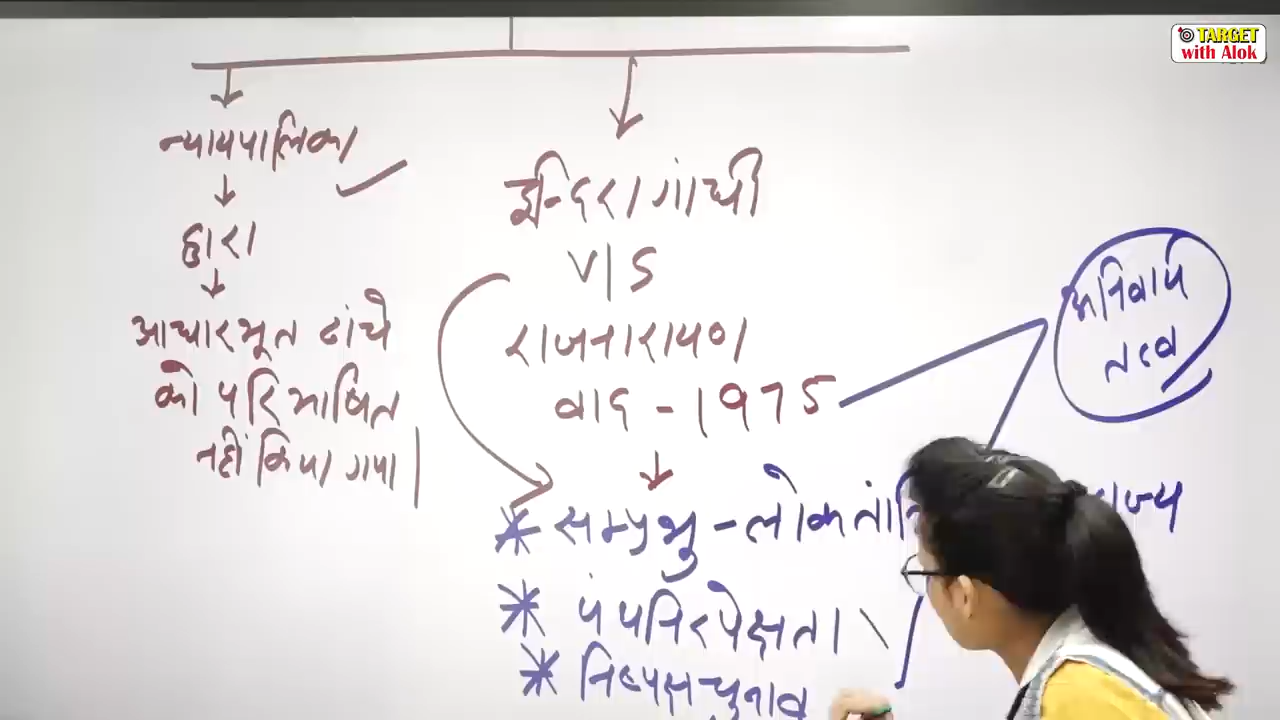 TARGET
with Alok
न्यायपालिका
द्वारा
आधारभूत ढांचे
को परिभाषित
नहीं किया गया।
इन्दिरा गांधी
V/S
राजनारायण
वाद - 1975
अनिवार्य
तत्व
* सम्प्रभु - लोकतांत्रि
* पंथनिरपेक्षता
* निष्पक्ष चुनाव